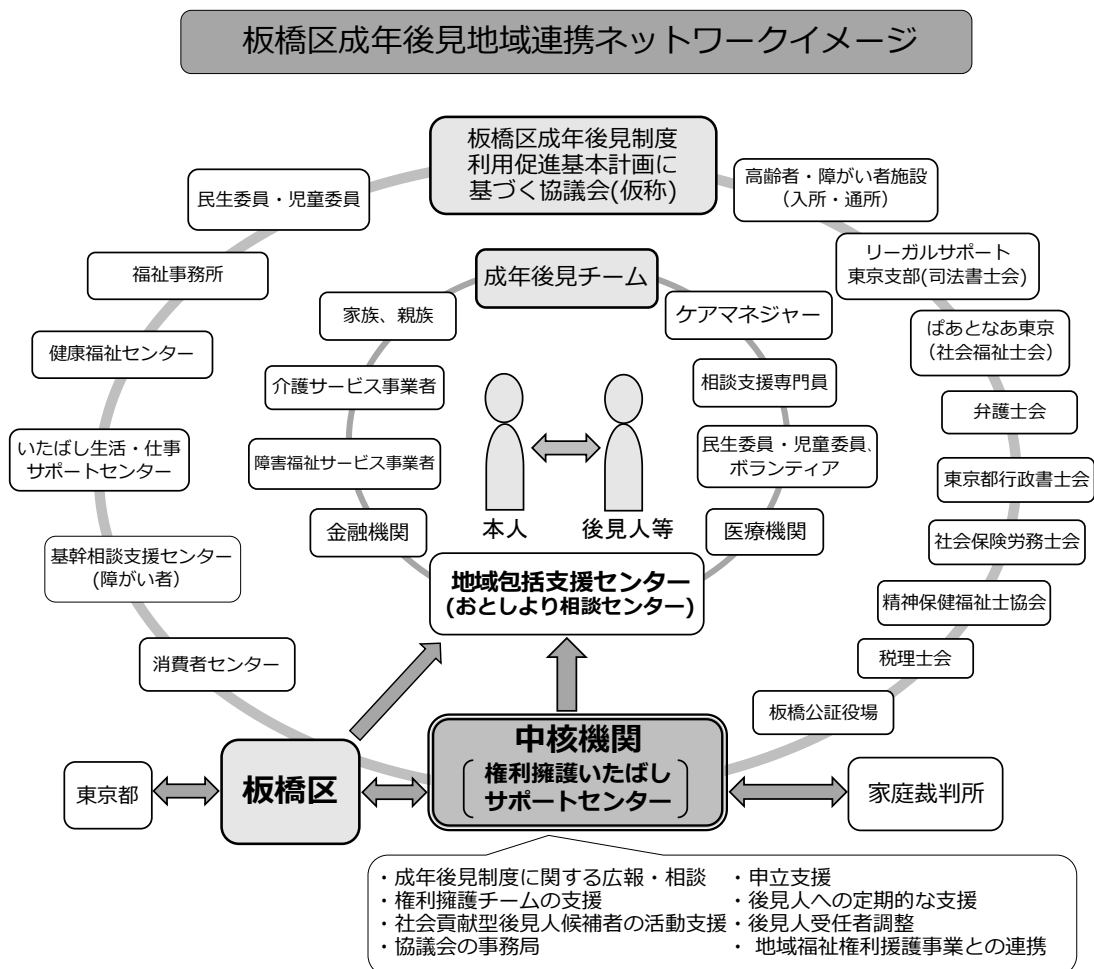 板橋区成年後見地域連携ネットワークイメージ
板橋区成年後見制度
利用促進基本計画に
基づく協議会(仮称)
民生委員・児童委員
高齢者・障がい者施設
（入所・通所）
福祉事務所
リーガルサポート
東京支部(司法書士会)
成年後見チーム
家族、親族
ケアマネジャー
健康福祉センター
ぱあとなあ東京
（社会福祉士会）
介護サービス事業者
相談支援専門員
弁護士会
いたばし生活・仕事
サポートセンター
障害福祉サービス事業者
民生委員・児童委員、
ボランティア
東京都行政書士会
金融機関
本人
後見人等
医療機関
社会保険労務士会
基幹相談支援センター
(障がい者)
地域包括支援センター
(おとしより相談センター)
精神保健福祉士協会
消費者センター
税理士会
板橋公証役場
東京都
板橋区
中核機関
権利擁護いたばし
サポートセンター
家庭裁判所
・成年後見制度に関する広報・相談
・権利擁護チームの支援
・社会貢献型後見人候補者の活動支援
・協議会の事務局
・申立支援
・後見人への定期的な支援
・後見人受任者調整
・ 地域福祉権利援護事業との連携